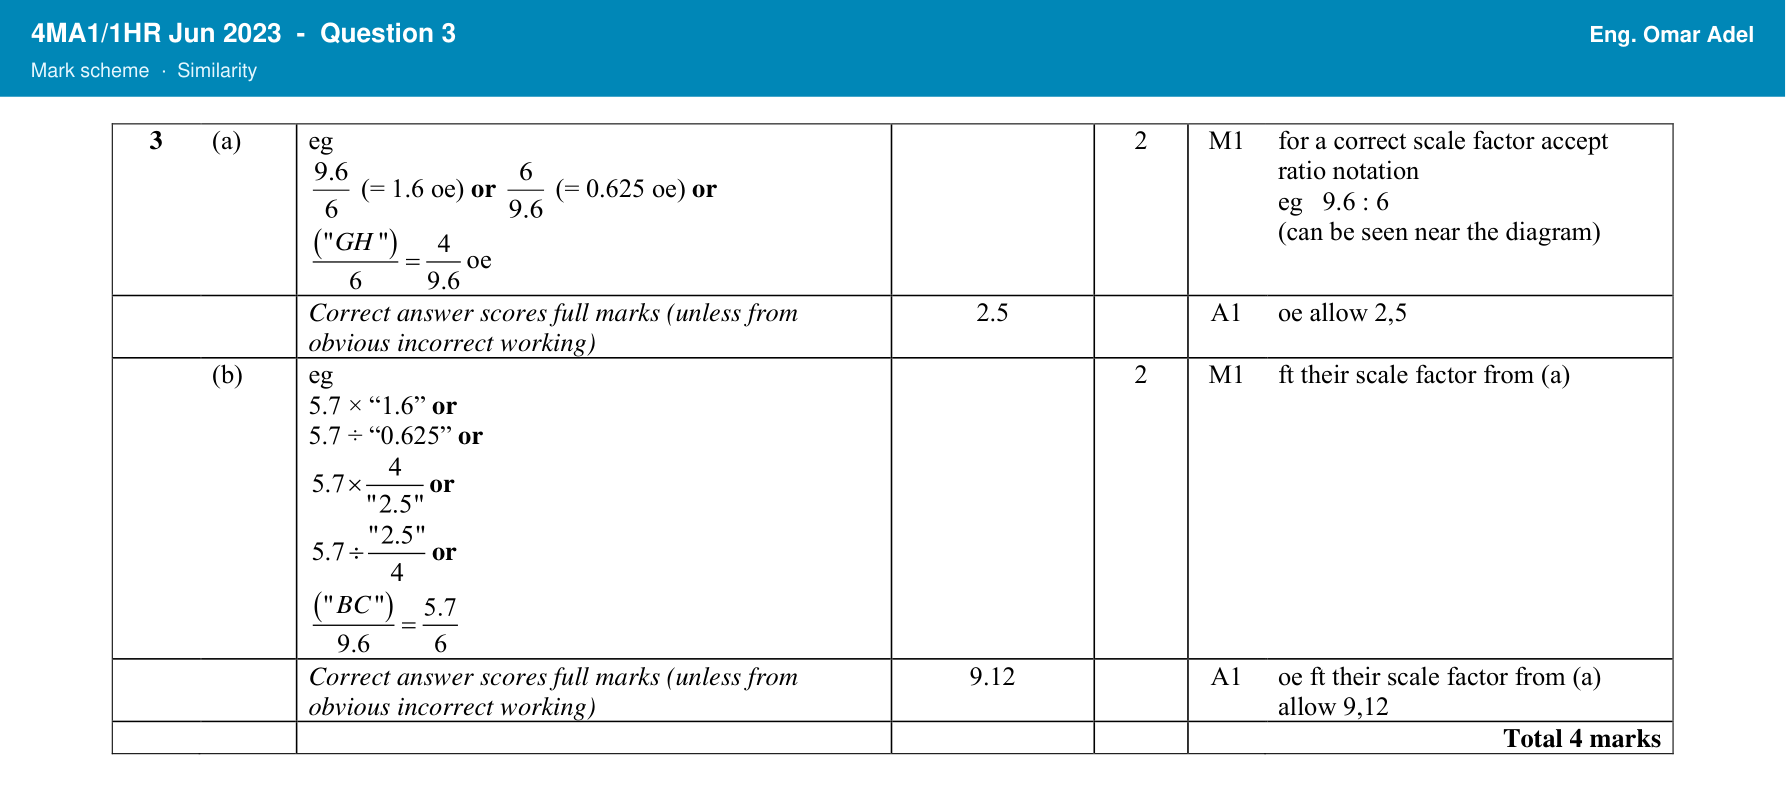 4MA1/1HR Jun 2023 - Question 3
Eng. Omar Adel
Mark scheme · Similarity
3 (a) eg 2 M1 for a correct scale factor accept
9.6/6 (= 1.6 oe) or 6/9.6 (= 0.625 oe) or ratio notation
eg 9.6 : 6
("GH")/6 = 4/9.6 oe (can be seen near the diagram)
Correct answer scores full marks (unless from 2.5 A1 oe allow 2,5
obvious incorrect working)
(b) eg 2 M1 ft their scale factor from (a)
5.7 × “1.6” or
5.7 ÷ “0.625” or
5.7 × 4/"2.5" or
5.7 ÷ "2.5"/4 or
("BC")/9.6 = 5.7/6
Correct answer scores full marks (unless from 9.12 A1 oe ft their scale factor from (a)
obvious incorrect working) allow 9,12
Total 4 marks